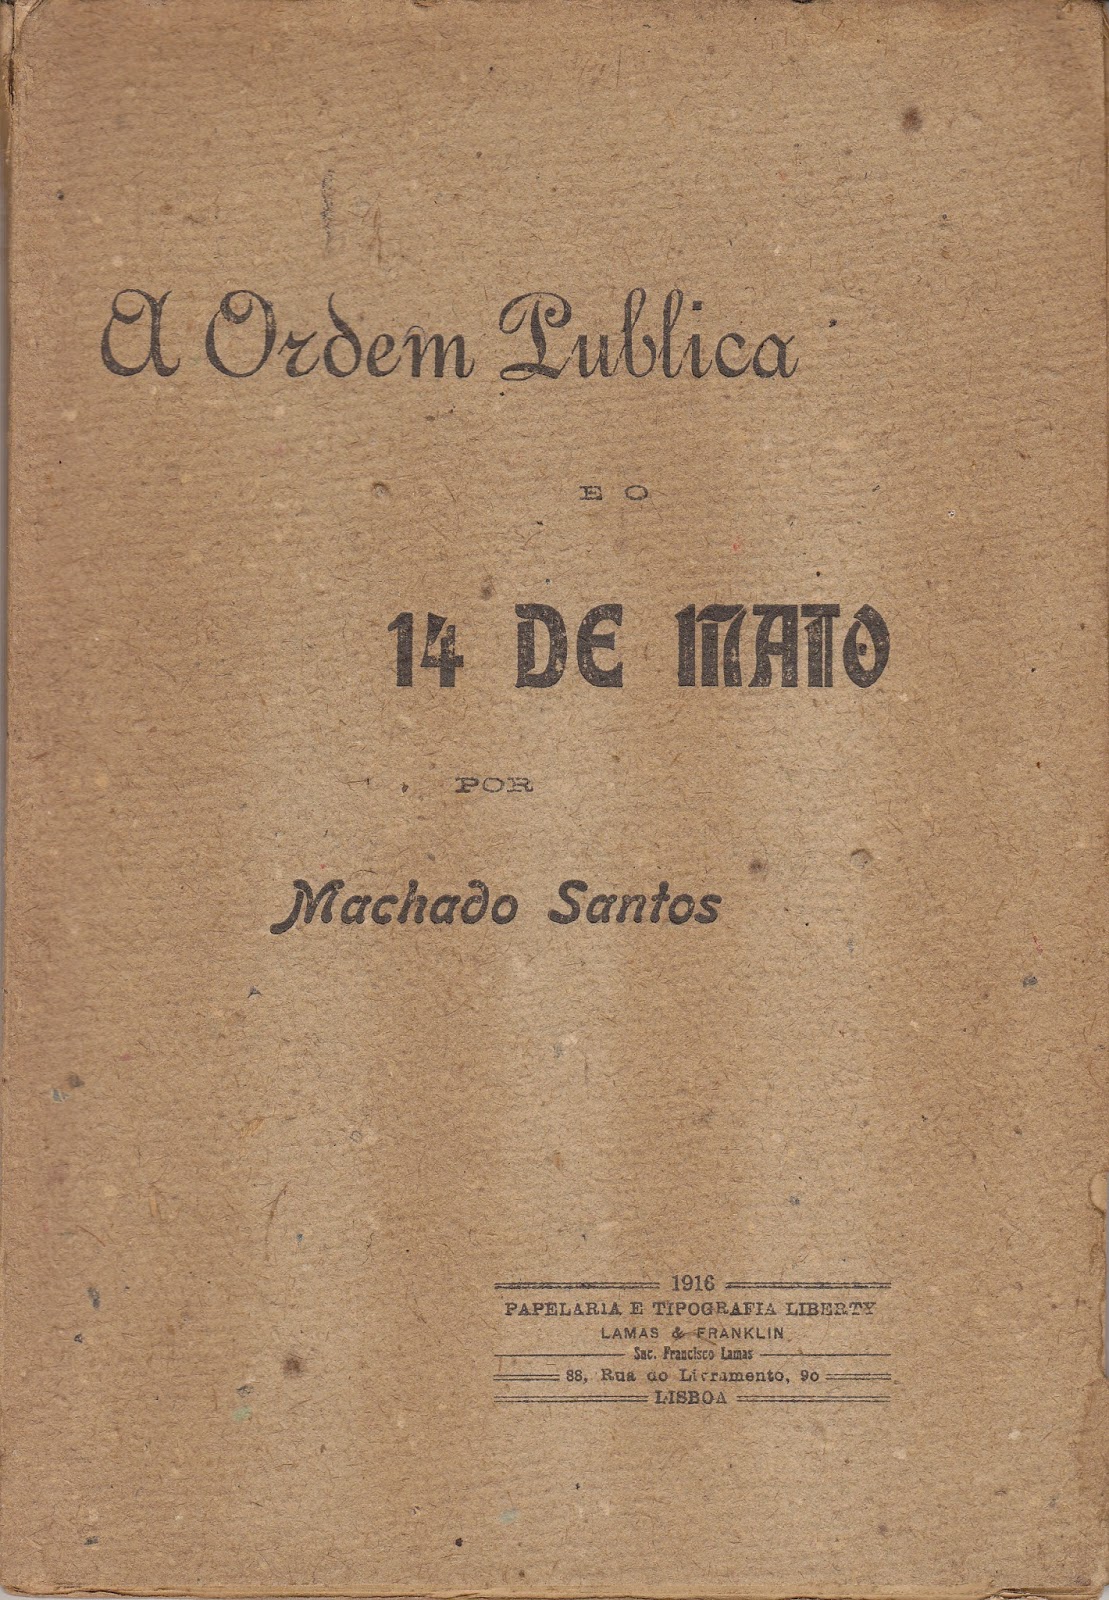 A Ordem Publica
E O
14 DE MAIO
POR
Machado Santos
1916
PAPELARIA E TIPOGRAFIA LIBERTY
LAMAS & FRANKLIN
Suc. Francisco Lamas
88, Rua do Livramento, 90
LISBOA